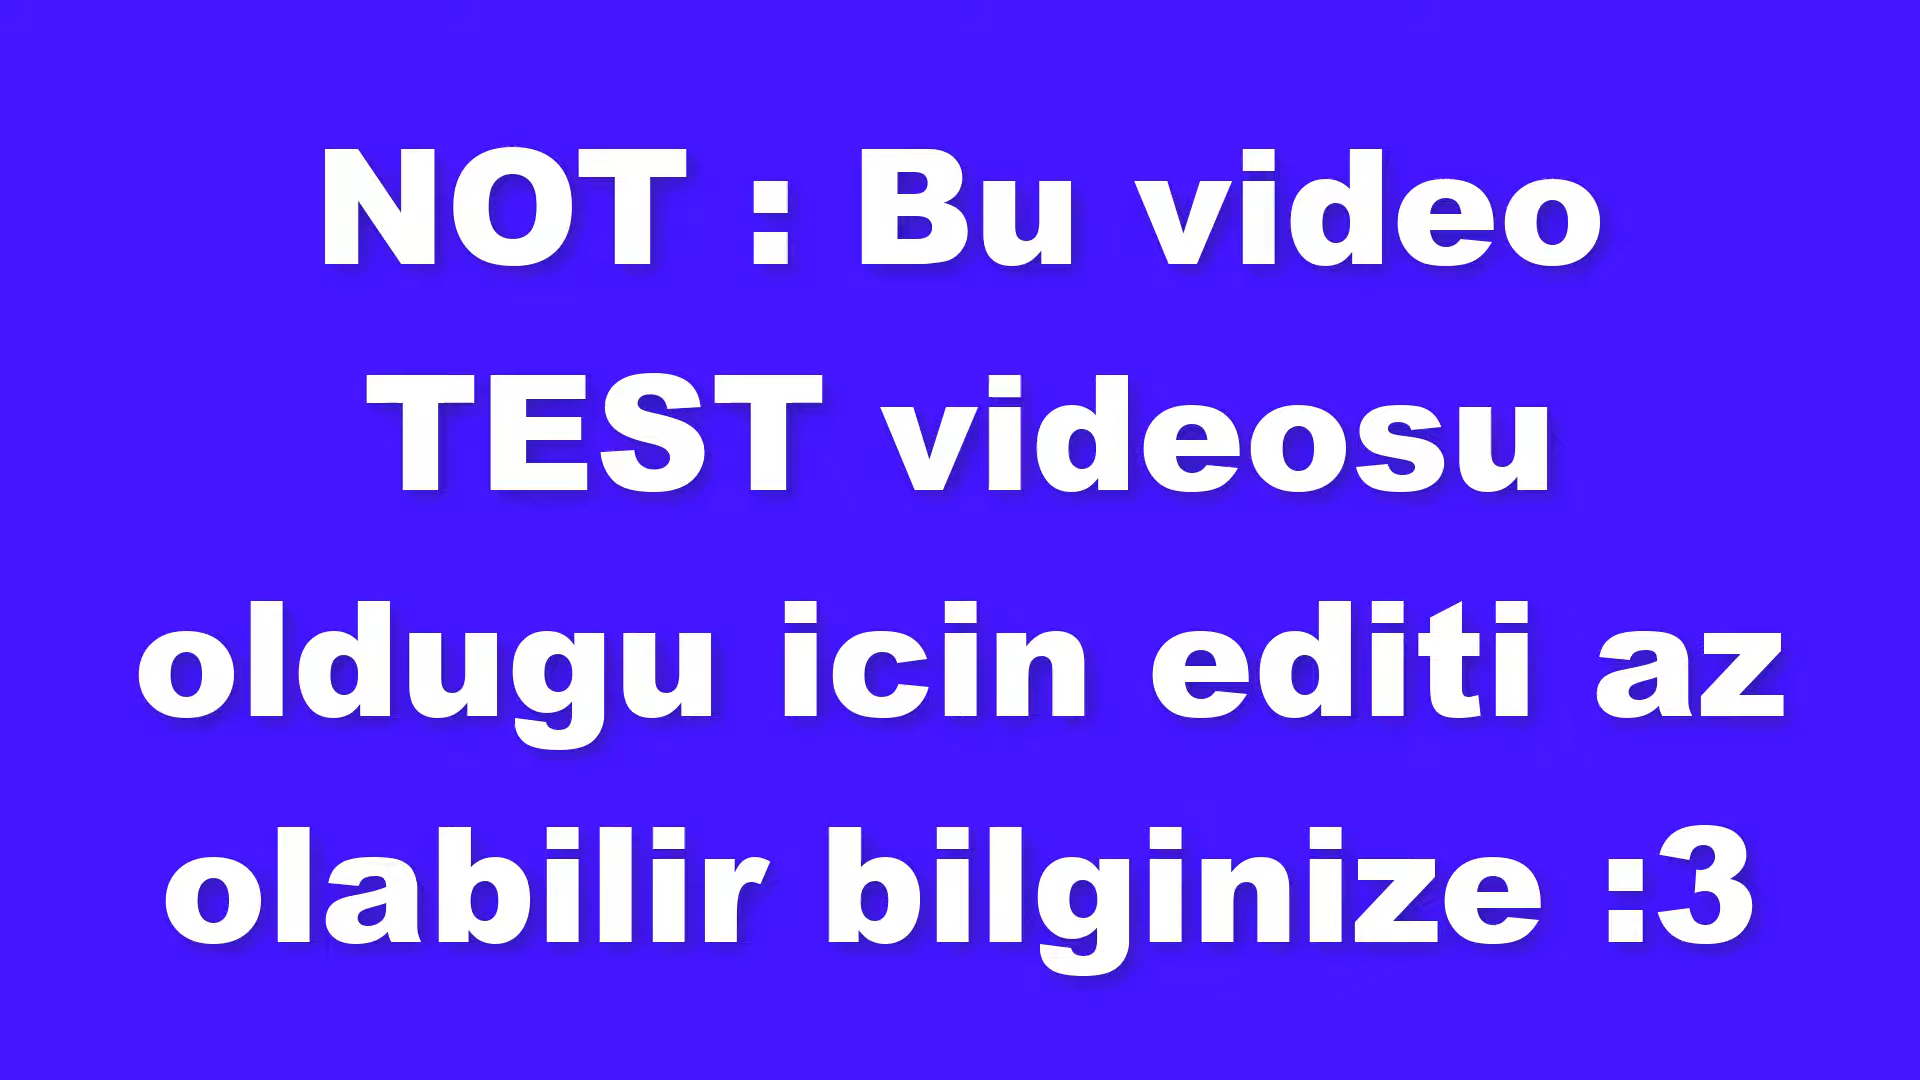 NOT : Bu video
TEST videosu
oldugu icin editi az
olabilir bilginize :3